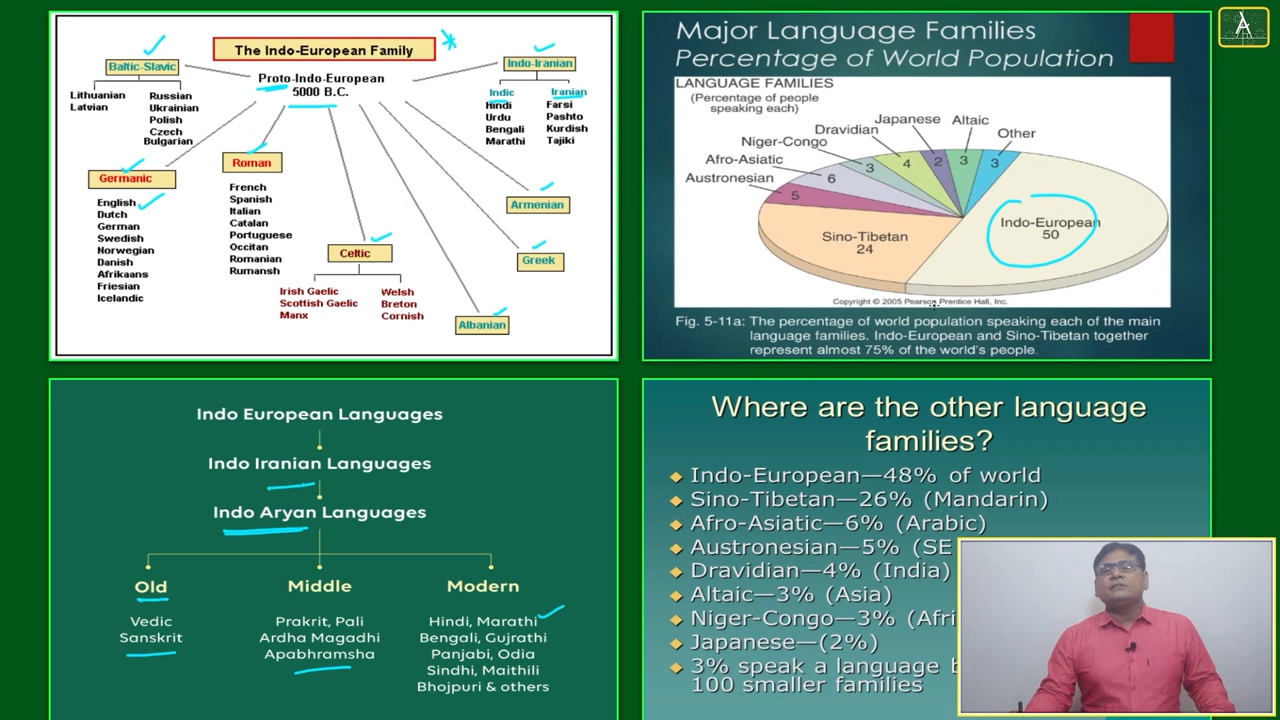 The Indo-European Family
Baltic-Slavic
Proto-Indo-European
5000 B.C.
Indo-Iranian
Lithuanian
Latvian
Russian
Ukrainian
Polish
Czech
Bulgarian
Indic
Hindi
Urdu
Bengali
Marathi
Iranian
Farsi
Pashto
Kurdish
Tajiki
Germanic
English
Dutch
German
Swedish
Norwegian
Danish
Afrikaans
Friesian
Icelandic
Roman
French
Spanish
Italian
Catalan
Portuguese
Occitan
Romanian
Rumansh
Celtic
Irish Gaelic
Scottish Gaelic
Manx
Welsh
Breton
Cornish
Armenian
Greek
Albanian
Major Language Families
Percentage of World Population
LANGUAGE FAMILIES
(Percentage of people
speaking each)
Japanese
Altaic
Dravidian
Other
Niger-Congo
Afro-Asiatic
Austronesian
5
6
3
4
2
3
3
Indo-European
50
Sino-Tibetan
24
Copyright © 2005 Pearson Prentice Hall, Inc.
Fig. 5-11a: The percentage of world population speaking each of the main
language families. Indo-European and Sino-Tibetan together
represent almost 75% of the world's people.
Indo European Languages
Indo Iranian Languages
Indo Aryan Languages
Old
Vedic
Sanskrit
Middle
Prakrit, Pali
Ardha Magadhi
Apabhramsha
Modern
Hindi, Marathi
Bengali, Gujrathi
Panjabi, Odia
Sindhi, Maithili
Bhojpuri & others
Where are the other language
families?
Indo-European—48% of world
Sino-Tibetan—26% (Mandarin)
Afro-Asiatic—6% (Arabic)
Austronesian—5% (SE
Dravidian—4% (India)
Altaic—3% (Asia)
Niger-Congo—3% (Afri
Japanese—(2%)
3% speak a language
100 smaller families